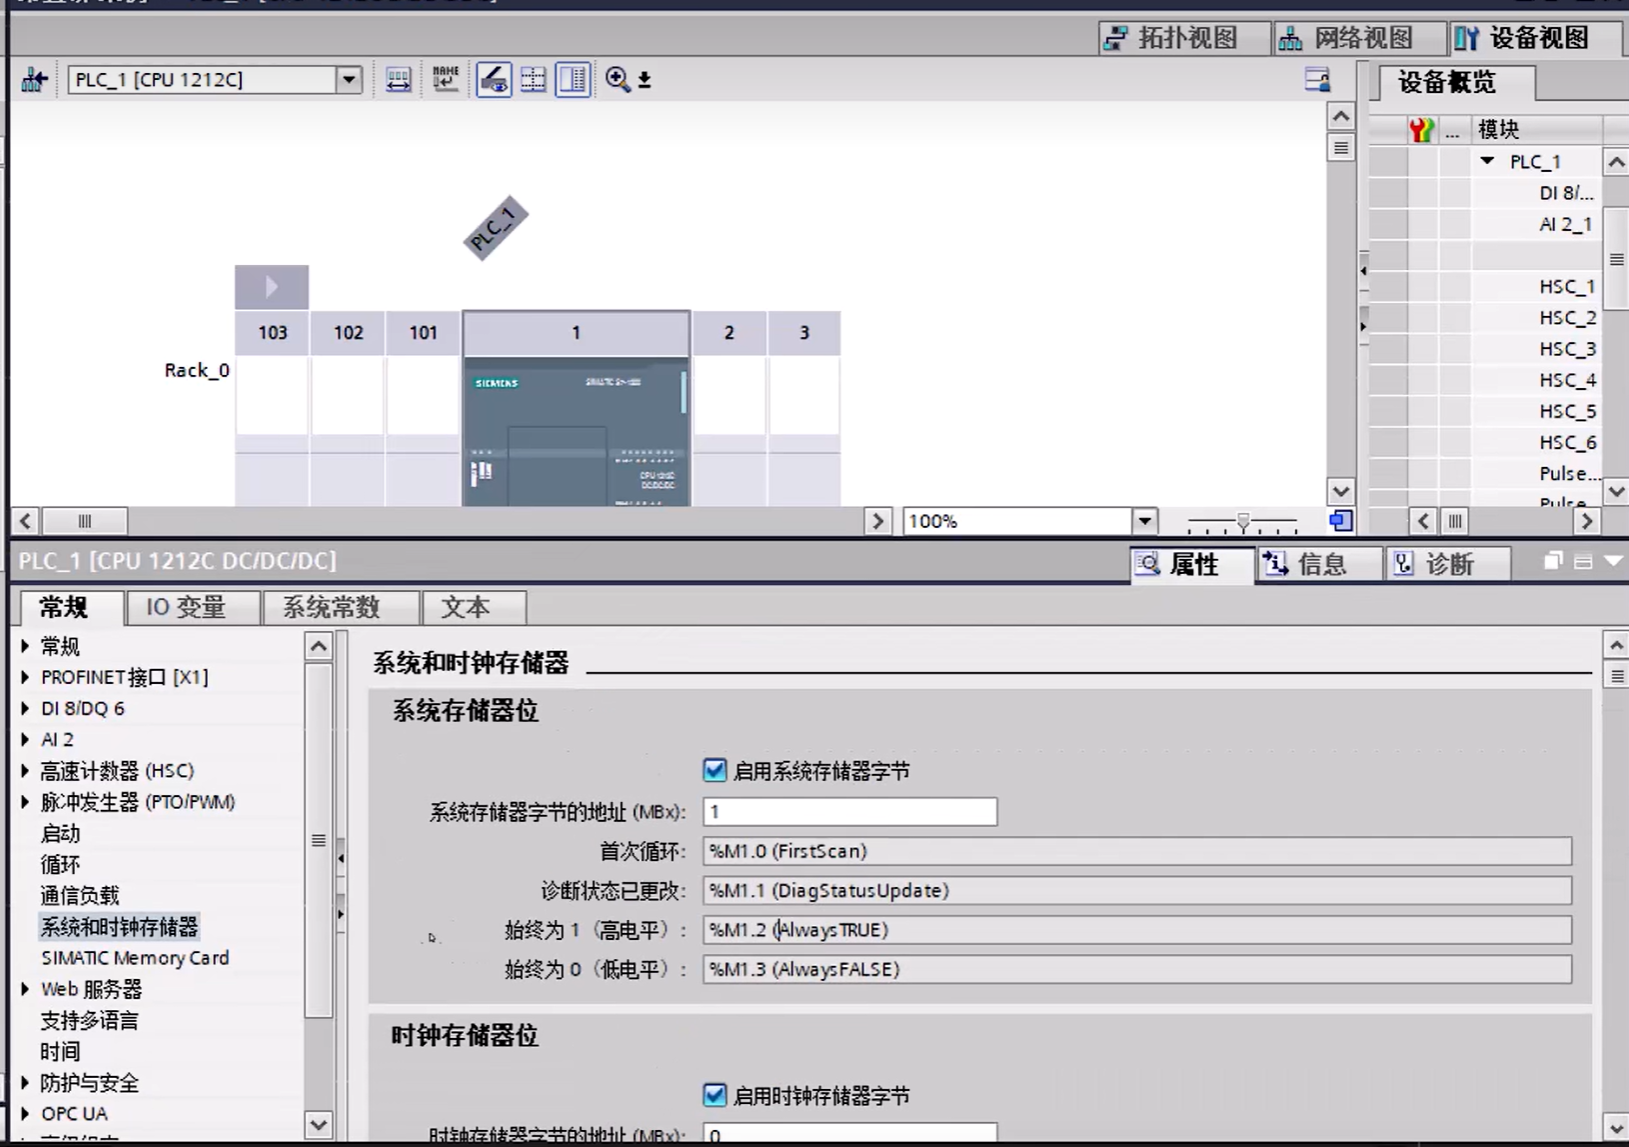 拓扑视图
网络视图
设备视图
PLC_1 [CPU 1212C]
设备概览
... 模块
PLC_1
DI 8/...
AI 2_1
HSC_1
HSC_2
HSC_3
HSC_4
HSC_5
HSC_6
Pulse...
Pulse
PLC_1
103 102 101 1 2 3
Rack_0
SIEMENS
100%
PLC_1 [CPU 1212C DC/DC/DC]
属性
信息
诊断
常规
IO 变量
系统常数
文本
常规
PROFINET接口 [X1]
DI 8/DQ 6
AI 2
高速计数器 (HSC)
脉冲发生器 (PTO/PWM)
启动
循环
通信负载
系统和时钟存储器
SIMATIC Memory Card
Web 服务器
支持多语言
时间
防护与安全
OPC UA
系统和时钟存储器
系统存储器位
启用系统存储器字节
系统存储器字节的地址 (MBx): 1
首次循环: %M1.0 (FirstScan)
诊断状态已更改: %M1.1 (DiagStatusUpdate)
始终为 1（高电平）: %M1.2 (AlwaysTRUE)
始终为 0（低电平）: %M1.3 (AlwaysFALSE)
时钟存储器位
启用时钟存储器字节
时钟存储器字节的地址 (MBx): 0